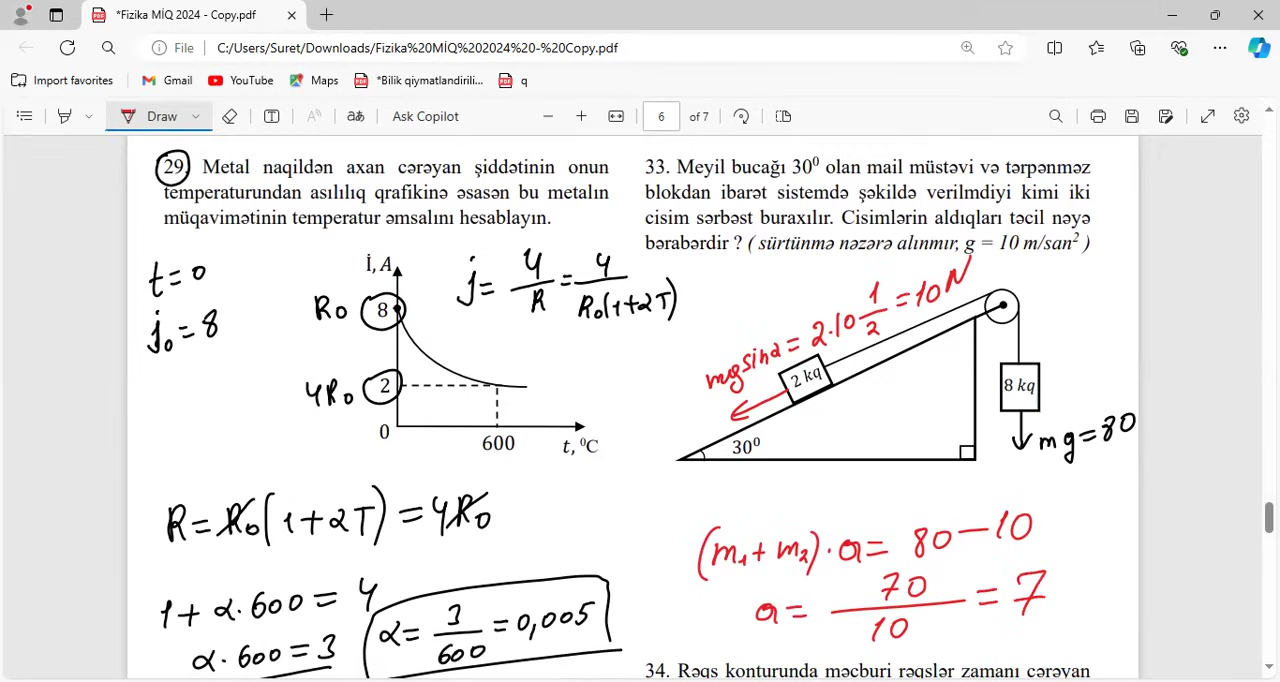 *Fizika MİQ 2024 - Copy.pdf
File C:/Users/Suret/Downloads/Fizika%20MİQ%202024%20-%20Copy.pdf
Import favorites Gmail YouTube Maps *Bilik qiymatlandirili... q
Draw aあ Ask Copilot 6 of 7
29. Metal naqildən axan cərəyan şiddətinin onun
temperaturundan asılılıq qrafikinə əsasən bu metalın
müqavimətinin temperatur əmsalını hesablayın.
t=0
j₀=8
İ, A
R₀ 8
4R₀ 2
0
600
t, ⁰C
j = 4/R = 4/R₀(1+αT)
R = R₀(1+αT) = 4R₀
1 + α·600 = 4
α·600 = 3
α = 3/600 = 0,005
33. Meyil bucağı 30⁰ olan mail müstəvi və tərpənməz
blokdan ibarət sistemdə şəkildə verilmdiyi kimi iki
cisim sərbəst buraxılır. Cisimlərin aldıqları təcil nəyə
bərabərdir ? ( sürtünmə nəzərə alınmır, g = 10 m/san² )
mgsinα = 2·10 1/2 = 10N
2 kq
8 kq
30⁰
mg=80
(m₁+m₂)·a = 80−10
a = 70/10 = 7
34. Rəqs konturunda məcburi rəqslər zamanı cərəyan